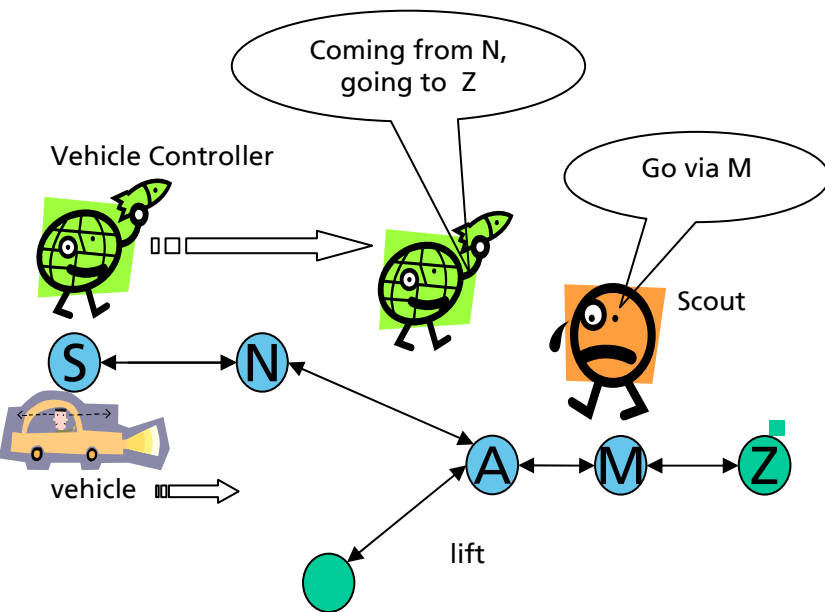 Coming from N,
going to Z
Vehicle Controller
Go via M
Scout
S
N
A
M
Z
vehicle
lift